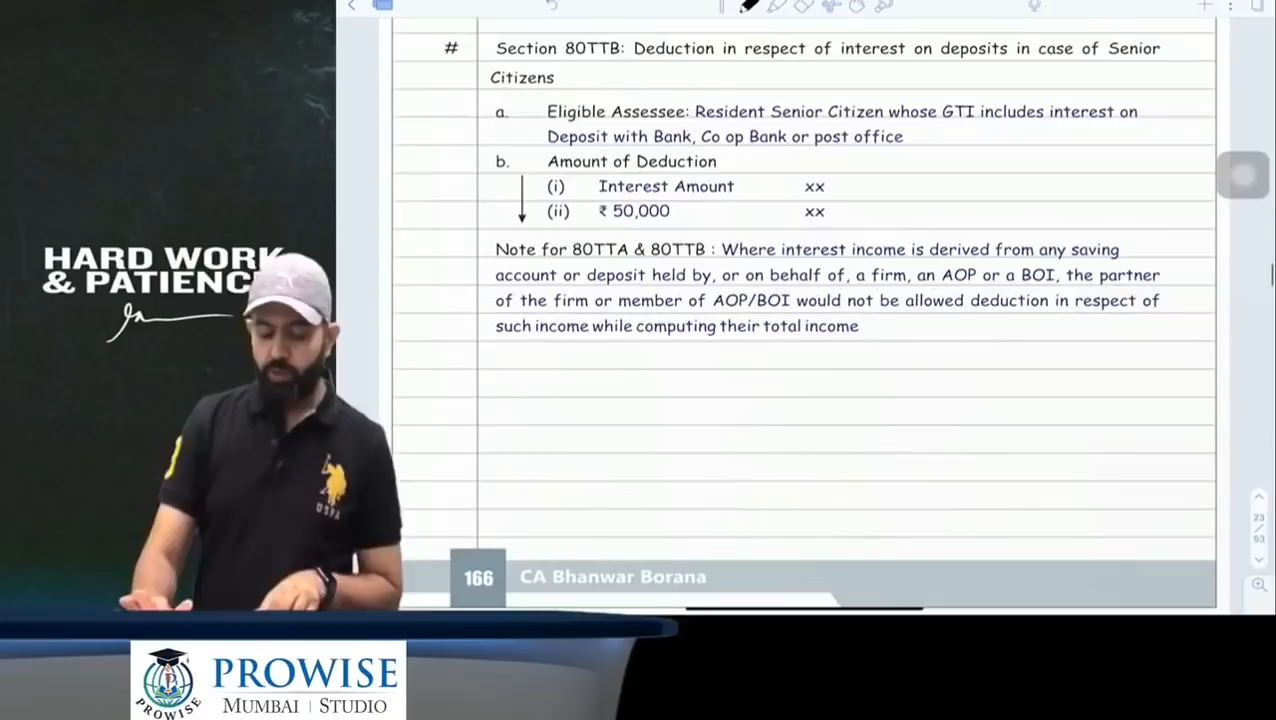 # Section 80TTB: Deduction in respect of interest on deposits in case of Senior
Citizens
a. Eligible Assessee: Resident Senior Citizen whose GTI includes interest on
Deposit with Bank, Co op Bank or post office
b. Amount of Deduction
(i) Interest Amount xx
(ii) ₹ 50,000 xx
Note for 80TTA & 80TTB : Where interest income is derived from any saving
account or deposit held by, or on behalf of, a firm, an AOP or a BOI, the partner
of the firm or member of AOP/BOI would not be allowed deduction in respect of
such income while computing their total income
HARD WORK
& PATIENC
3
USPA
23
/
53
166 CA Bhanwar Borana
PROWISE
PROWISE
MUMBAI | STUDIO